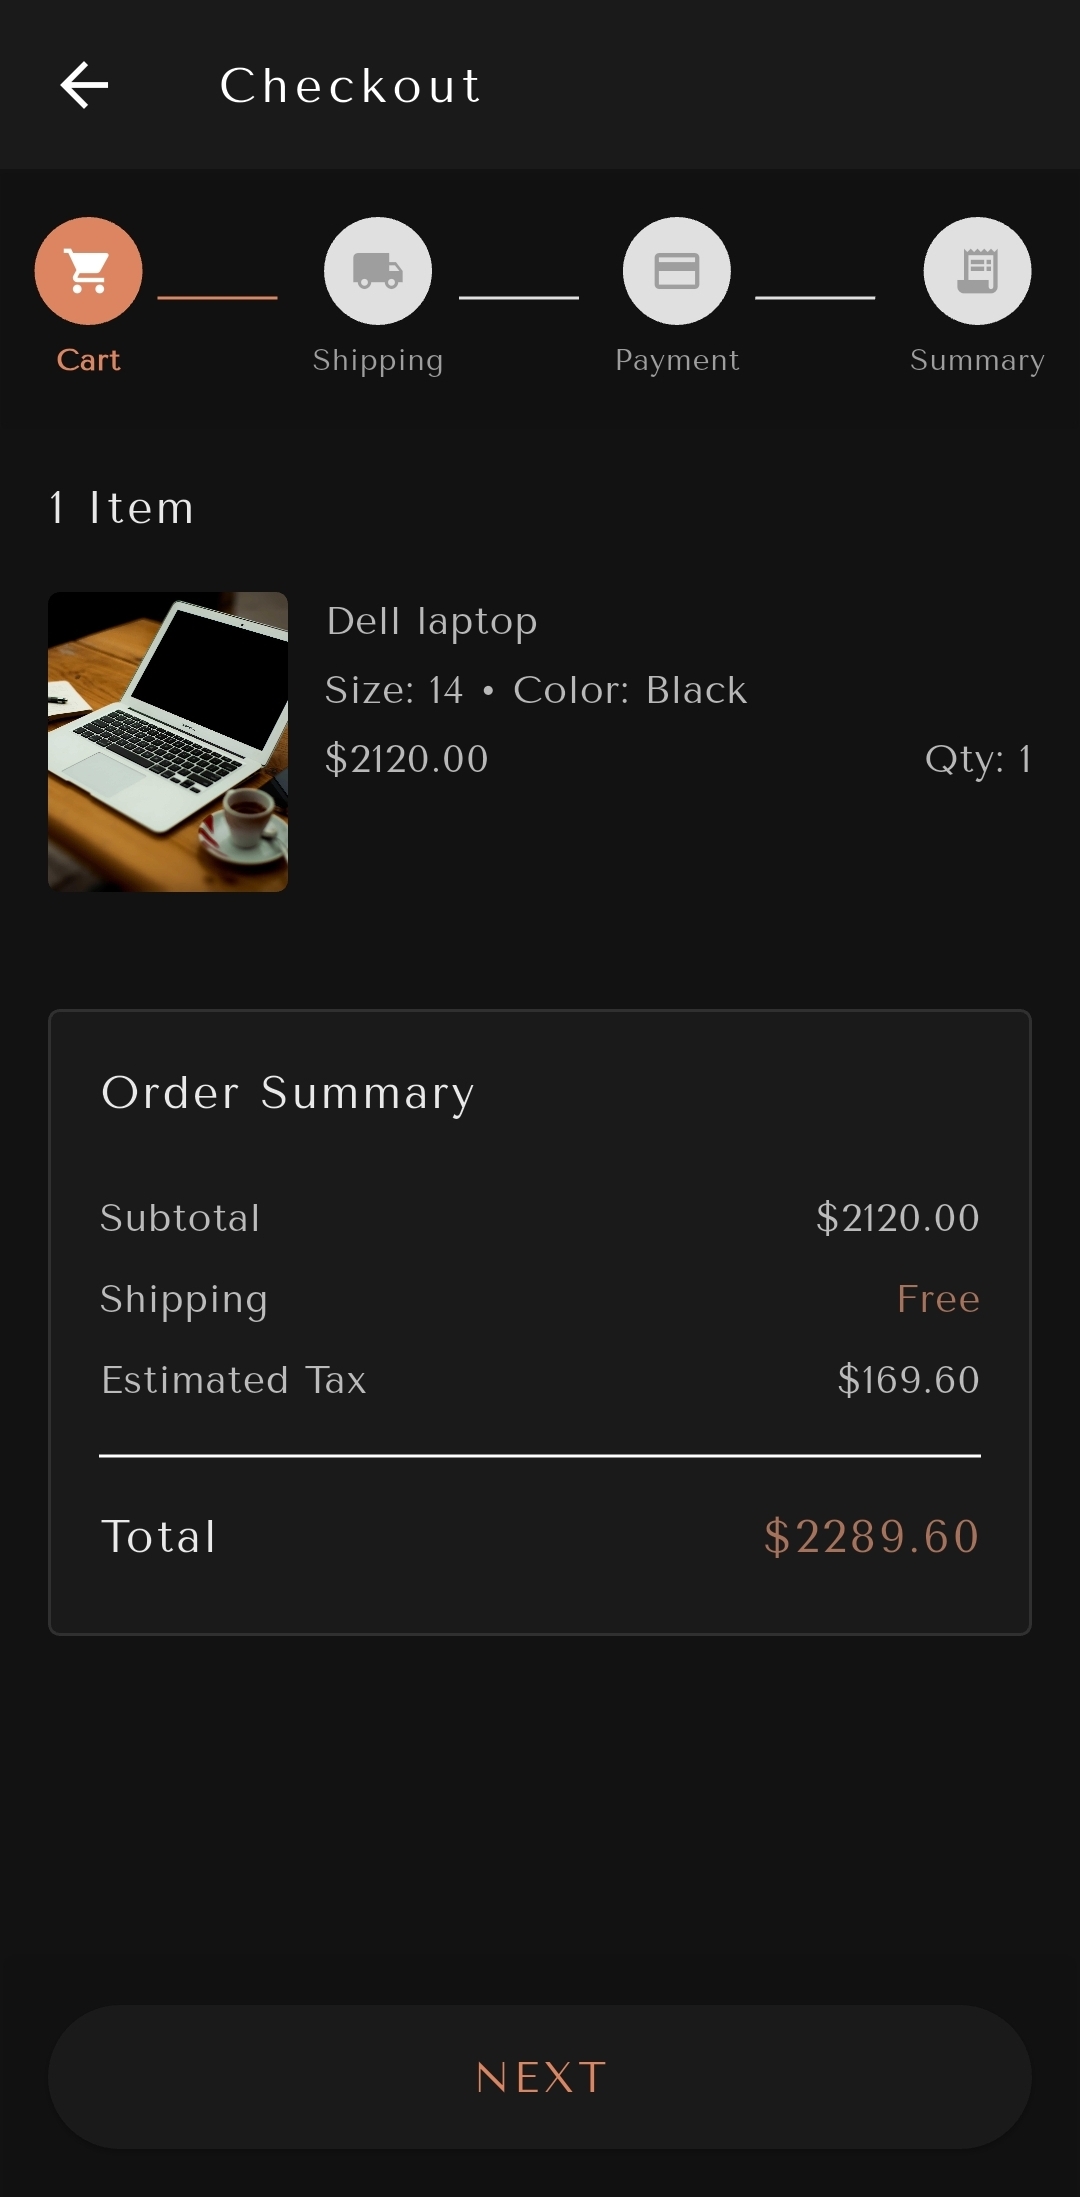 Checkout
Cart Shipping Payment Summary
1 Item
Dell laptop
Size: 14 • Color: Black
$2120.00 Qty: 1
Order Summary
Subtotal $2120.00
Shipping Free
Estimated Tax $169.60
Total $2289.60
NEXT